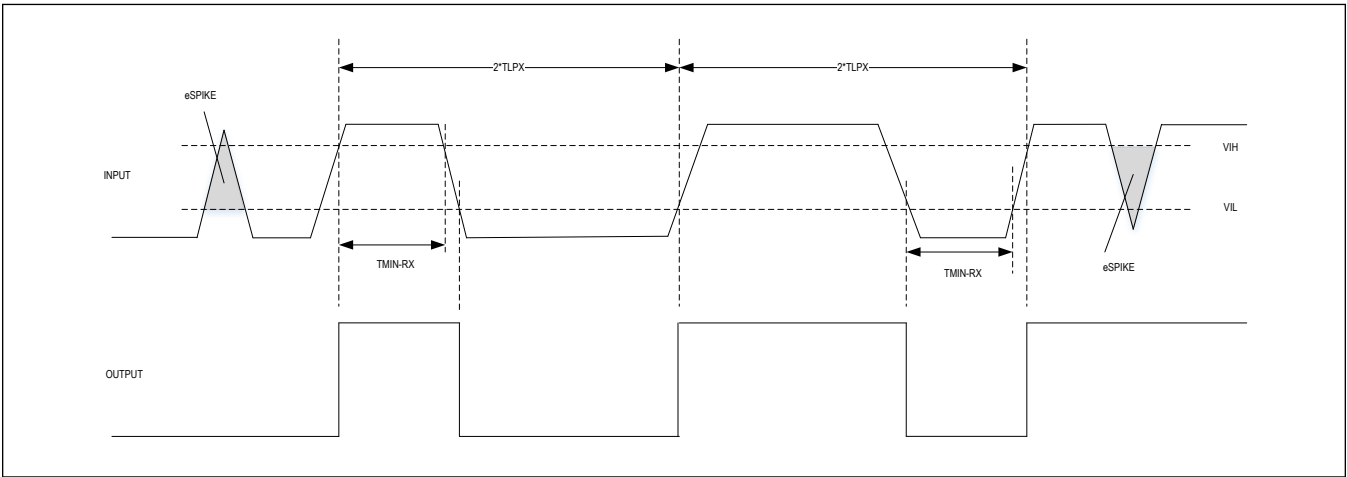 2*TLPX
2*TLPX
eSPIKE
VIH
INPUT
VIL
TMIN-RX
TMIN-RX
eSPIKE
OUTPUT